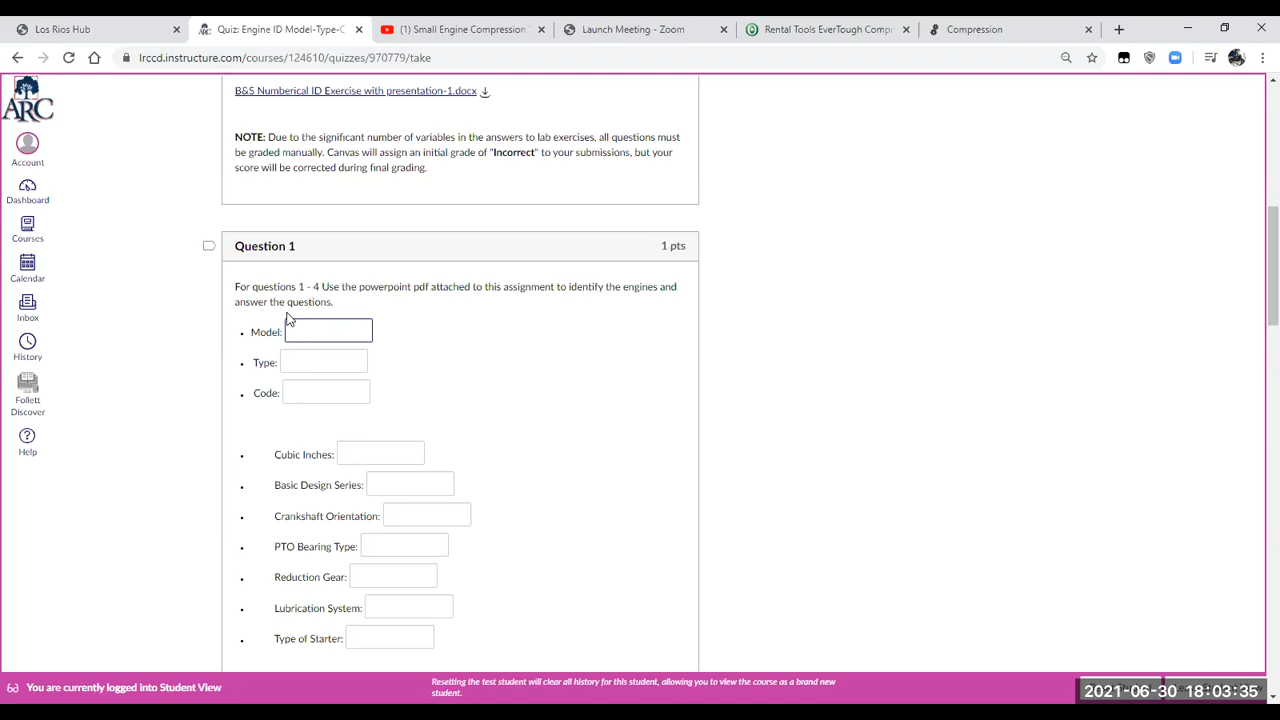 Los Rios Hub
Quiz: Engine ID Model-Type-C
(1) Small Engine Compression
Launch Meeting - Zoom
Rental Tools EverTough Comp
Compression
lrccd.instructure.com/courses/124610/quizzes/970779/take
ARC
Account
Dashboard
Courses
Calendar
Inbox
History
Follett
Discover
Help
B&S Numberical ID Exercise with presentation-1.docx
NOTE: Due to the significant number of variables in the answers to lab exercises, all questions must
be graded manually. Canvas will assign an initial grade of "Incorrect" to your submissions, but your
score will be corrected during final grading.
Question 1 1 pts
For questions 1 - 4 Use the powerpoint pdf attached to this assignment to identify the engines and
answer the questions.
• Model:
• Type:
• Code:
• Cubic Inches:
• Basic Design Series:
• Crankshaft Orientation:
• PTO Bearing Type:
• Reduction Gear:
• Lubrication System:
• Type of Starter:
You are currently logged into Student View
Resetting the test student will clear all history for this student, allowing you to view the course as a brand new
student.
2021-06-30 18:03:35